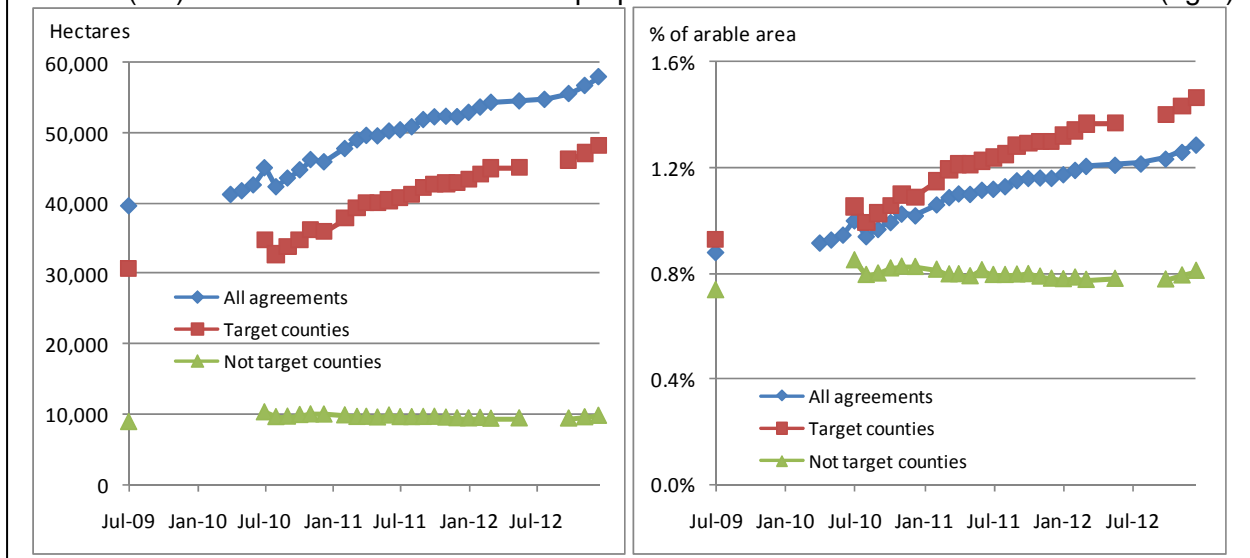 Hectares
60,000
50,000
40,000
30,000
20,000
10,000
0
All agreements
Target counties
Not target counties
Jul-09 Jan-10 Jul-10 Jan-11 Jul-11 Jan-12 Jul-12
% of arable area
1.6%
1.2%
0.8%
0.4%
0.0%
All agreements
Target counties
Not target counties
Jul-09 Jan-10 Jul-10 Jan-11 Jul-11 Jan-12 Jul-12